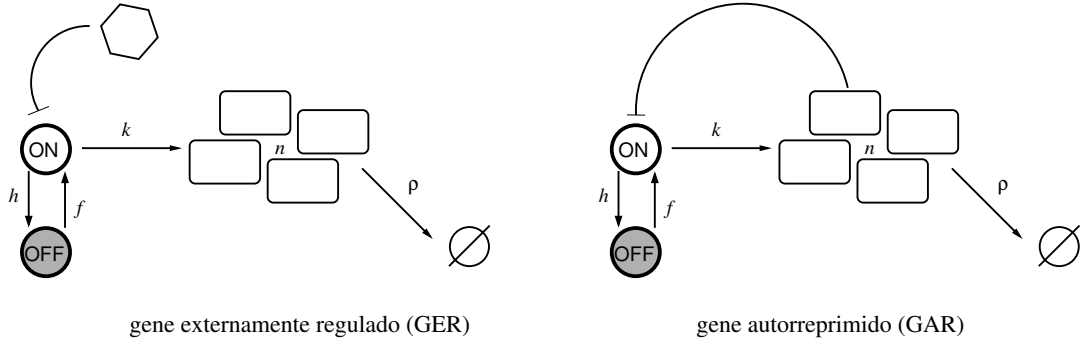 k
k
ON
n
ON
n
ρ
ρ
h
f
h
f
OFF
OFF
gene externamente regulado (GER)
gene autorreprimido (GAR)